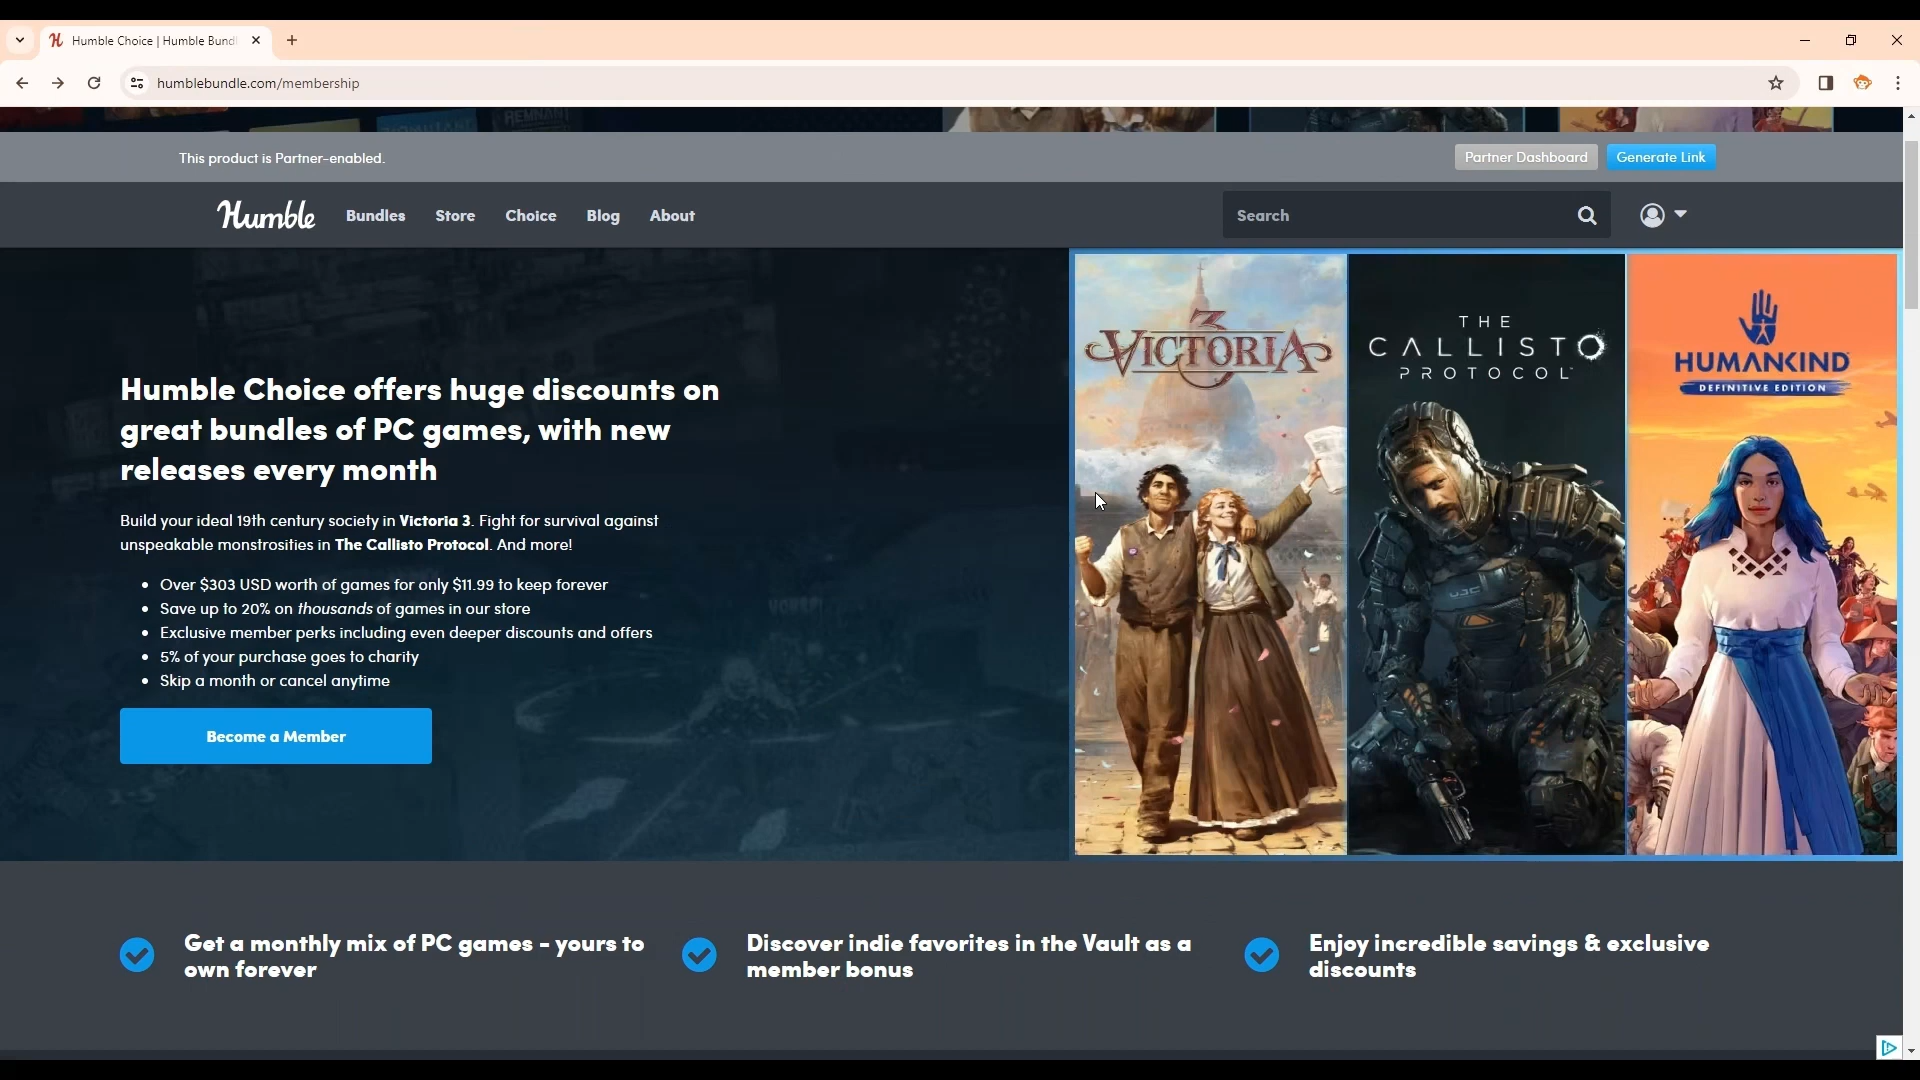 Humble Choice | Humble Bund
humblebundle.com/membership
This product is Partner-enabled.
Partner Dashboard
Generate Link
Humble
Bundles
Store
Choice
Blog
About
Search
Humble Choice offers huge discounts on
great bundles of PC games, with new
releases every month
Build your ideal 19th century society in Victoria 3. Fight for survival against
unspeakable monstrosities in The Callisto Protocol. And more!
Over $303 USD worth of games for only $11.99 to keep forever
Save up to 20% on thousands of games in our store
Exclusive member perks including even deeper discounts and offers
5% of your purchase goes to charity
Skip a month or cancel anytime
Become a Member
3
VICTORIA
THE
CALLISTO
PROTOCOL
HUMANKIND
DEFINITIVE EDITION
Get a monthly mix of PC games - yours to
own forever
Discover indie favorites in the Vault as a
member bonus
Enjoy incredible savings & exclusive
discounts